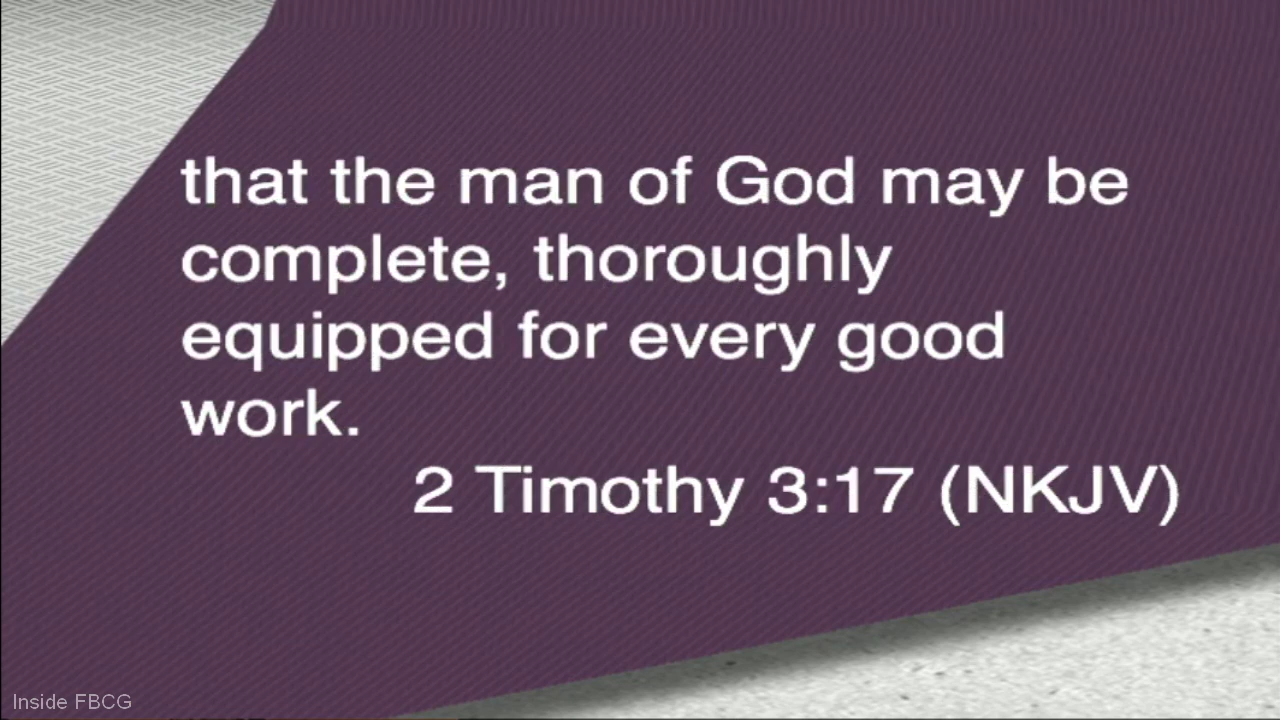 that the man of God may be
complete, thoroughly
equipped for every good
work.
2 Timothy 3:17 (NKJV)
Inside FBCG